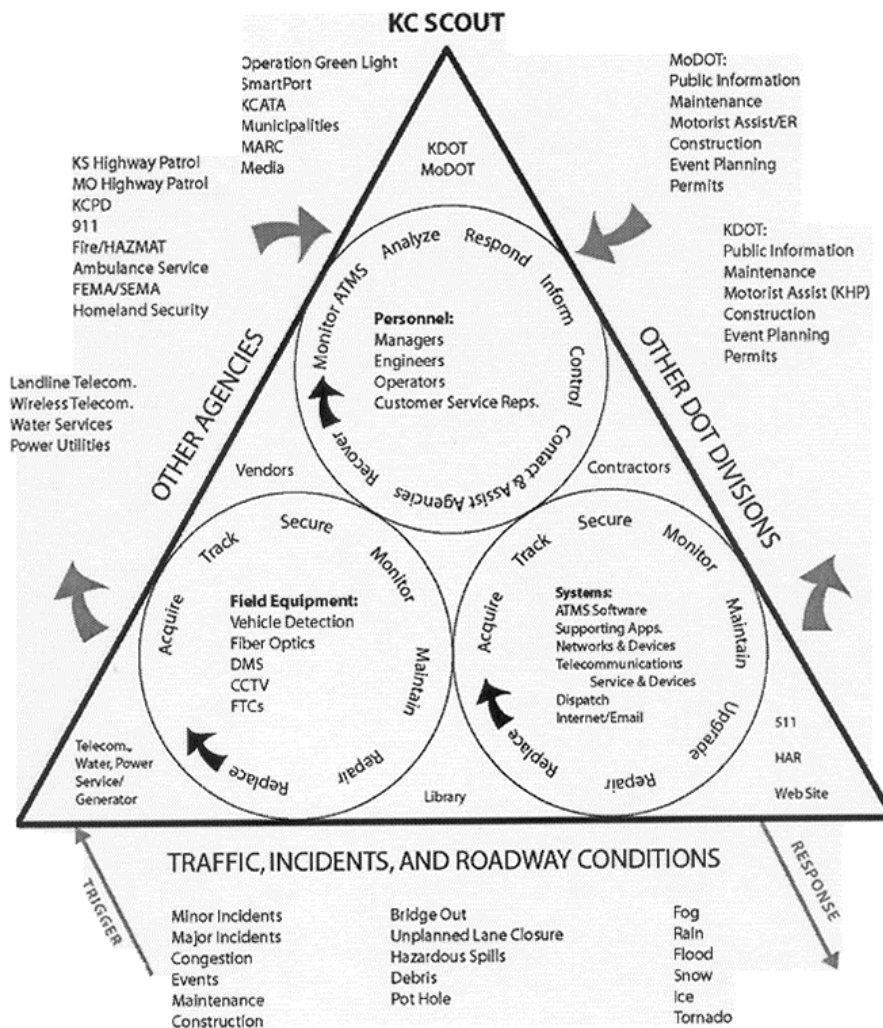 KC SCOUT
Operation Green Light
SmartPort
KCATA
Municipalities
MARC
Media
MoDOT:
Public Information
Maintenance
Motorist Assist/ER
Construction
Event Planning
Permits
KDOT
MoDOT
KS Highway Patrol
MO Highway Patrol
KCPD
911
Fire/HAZMAT
Ambulance Service
FEMA/SEMA
Homeland Security
KDOT:
Public Information
Maintenance
Motorist Assist (KHP)
Construction
Event Planning
Permits
Landline Telecom.
Wireless Telecom.
Water Services
Power Utilities
OTHER AGENCIES
OTHER DOT DIVISIONS
Monitor ATMS
Analyze
Respond
Inform
Control
Contact & Assist Agencies
Recover
Personnel:
Managers
Engineers
Operators
Customer Service Reps.
Vendors
Contractors
Acquire
Track
Secure
Monitor
Maintain
Repair
Replace
Field Equipment:
Vehicle Detection
Fiber Optics
DMS
CCTV
FTCs
Acquire
Track
Secure
Monitor
Maintain
Upgrade
Repair
Replace
Systems:
ATMS Software
Supporting Apps.
Networks & Devices
Telecommunications
Service & Devices
Dispatch
Internet/Email
Telecom.,
Water, Power
Service/
Generator
Library
511
HAR
Web Site
TRAFFIC, INCIDENTS, AND ROADWAY CONDITIONS
TRIGGER
RESPONSE
Minor Incidents
Major Incidents
Congestion
Events
Maintenance
Construction
Bridge Out
Unplanned Lane Closure
Hazardous Spills
Debris
Pot Hole
Fog
Rain
Flood
Snow
Ice
Tornado